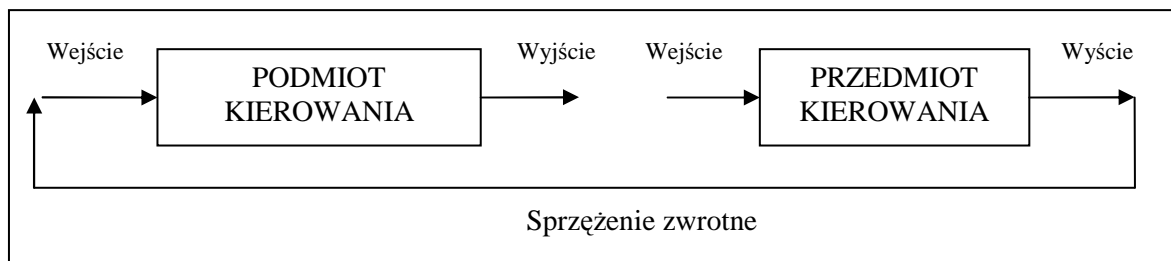 Wejście
Wyjście
Wejście
Wyście
PODMIOT
KIEROWANIA
PRZEDMIOT
KIEROWANIA
Sprzężenie zwrotne